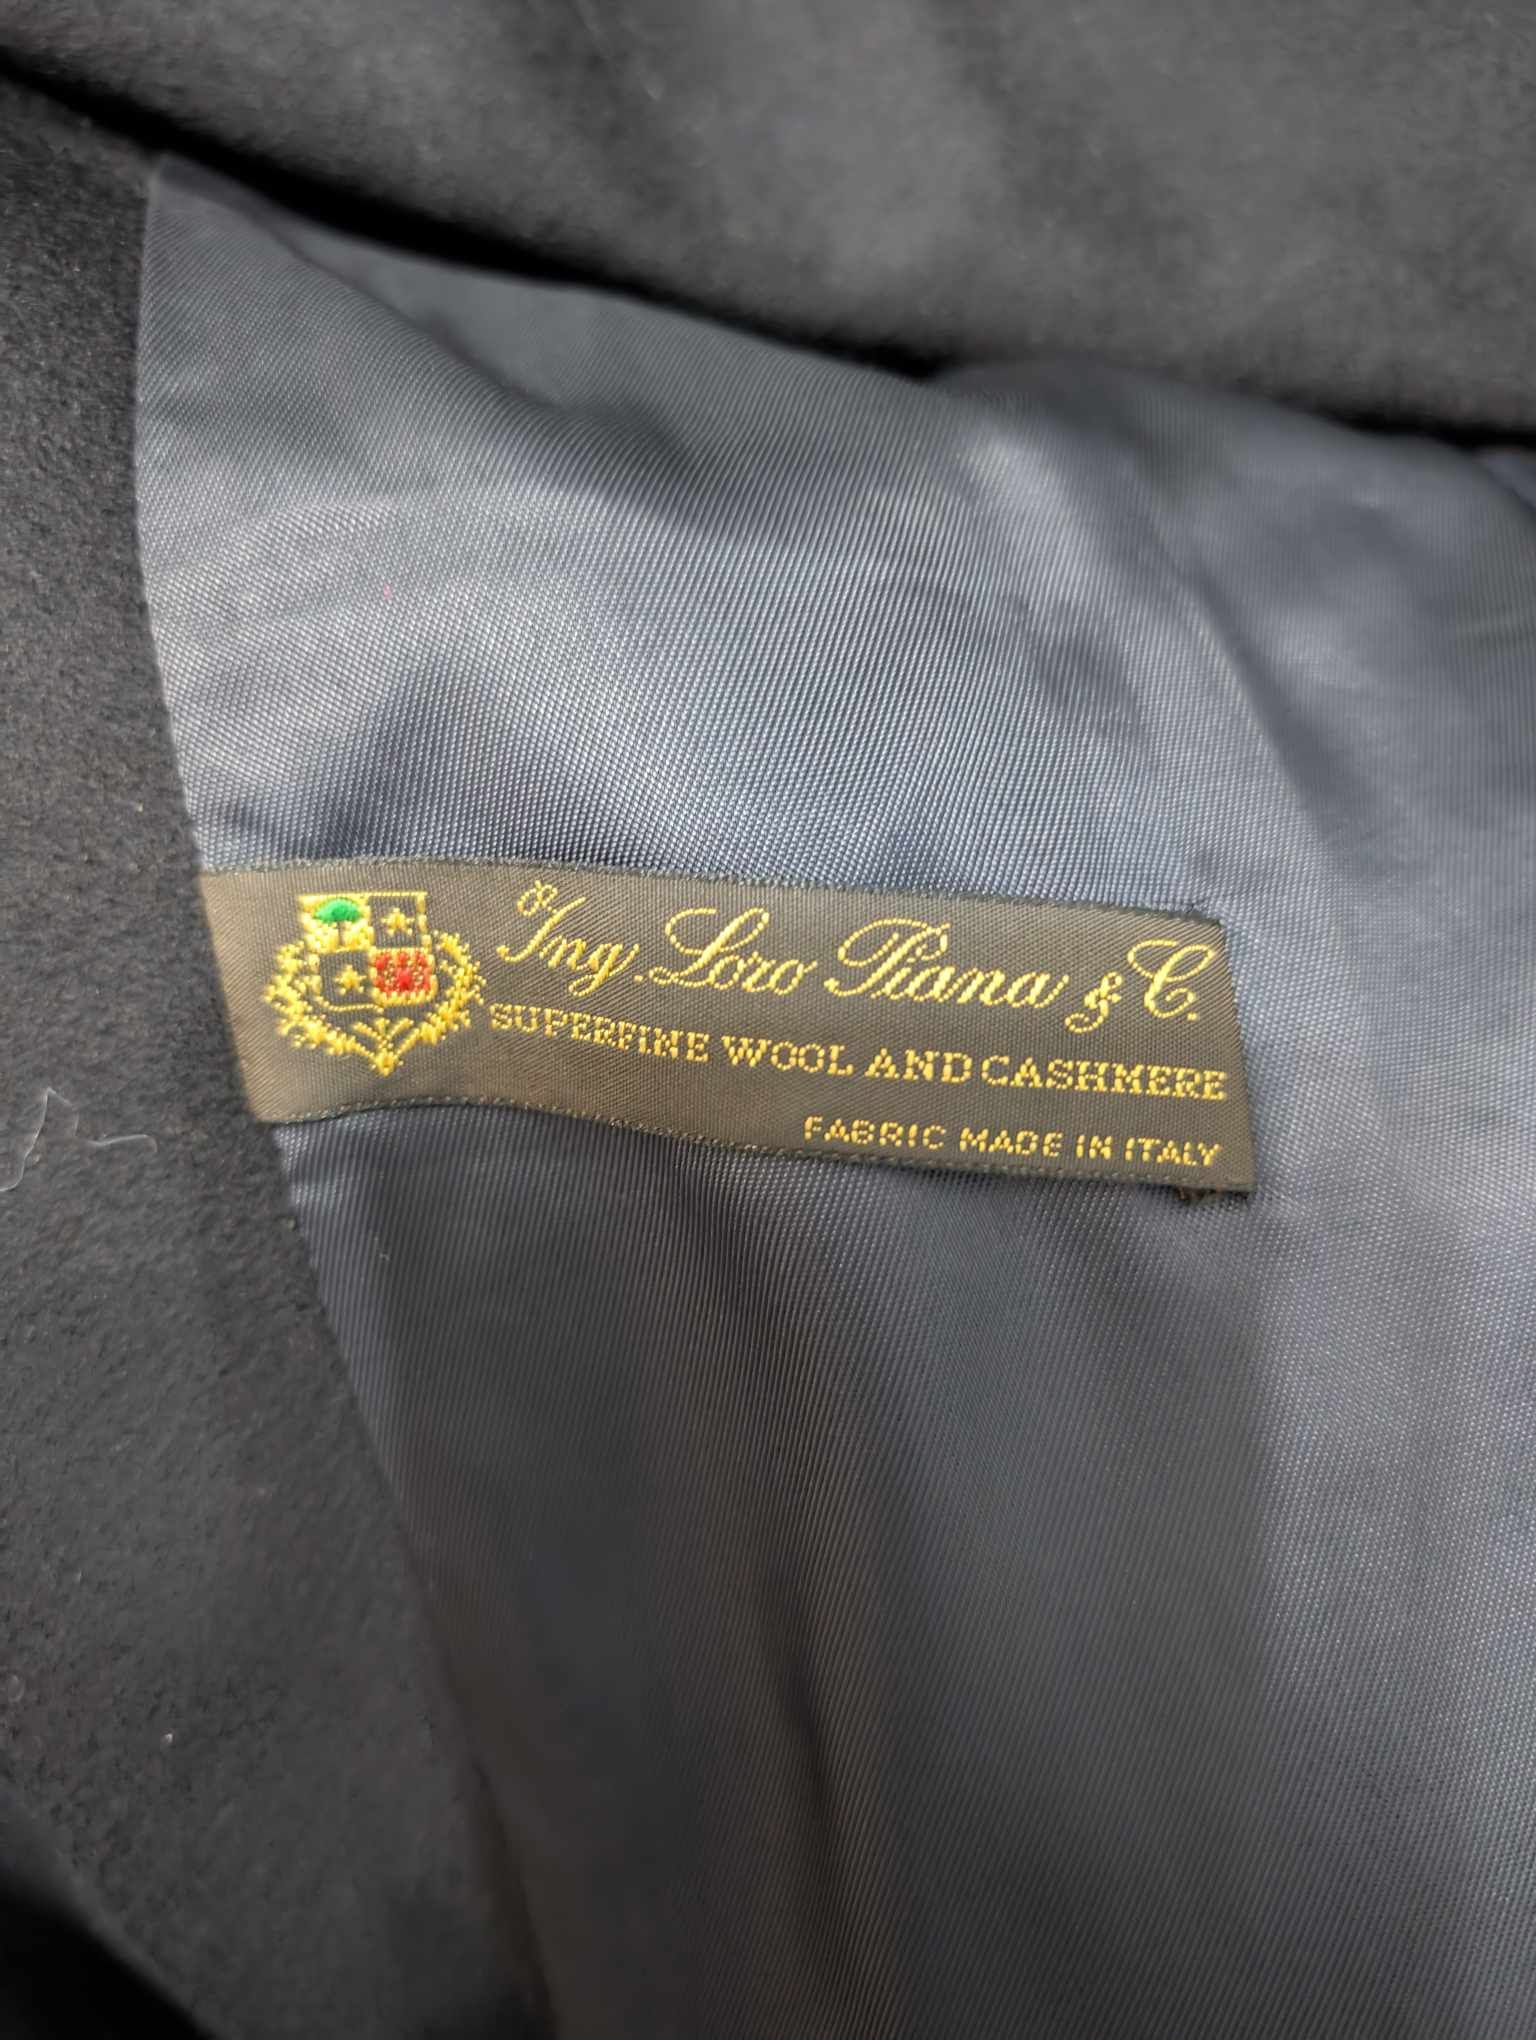 Ing. Loro Piana & C.
SUPERFINE WOOL AND CASHMERE
FABRIC MADE IN ITALY